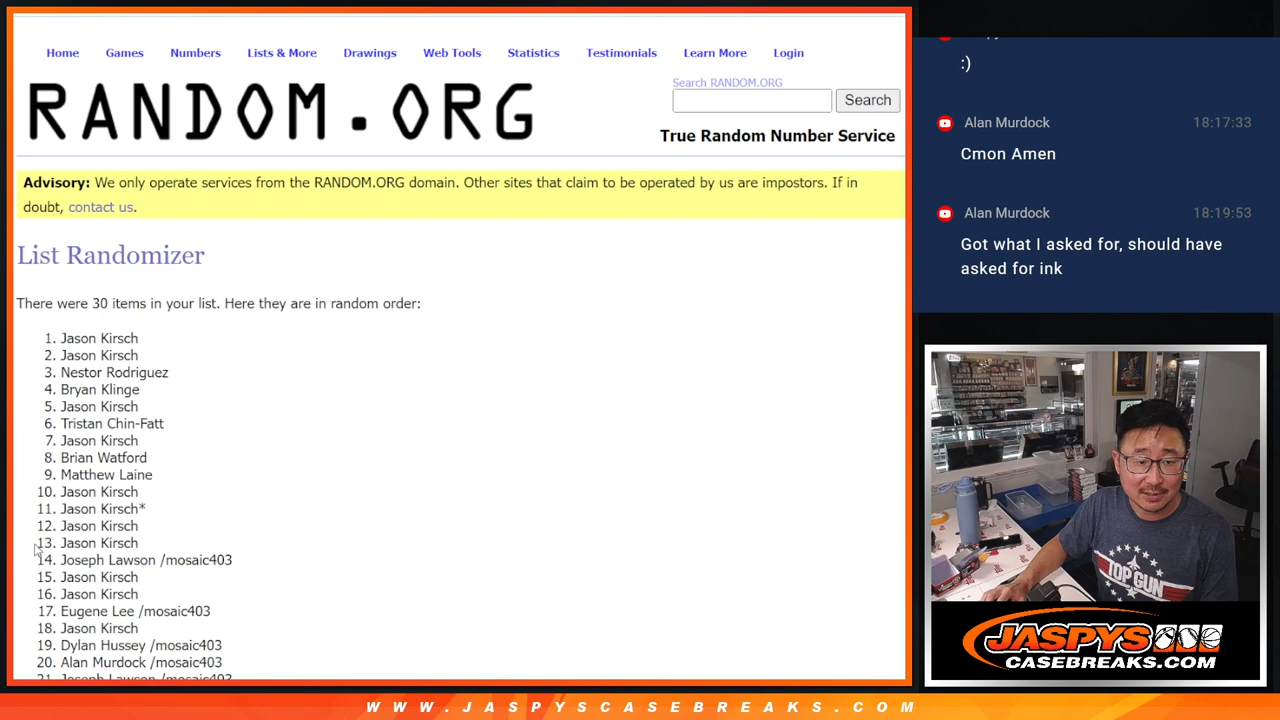 Home Games Numbers Lists & More Drawings Web Tools Statistics Testimonials Learn More Login
RANDOM.ORG
Search RANDOM.ORG
Search
True Random Number Service
Advisory: We only operate services from the RANDOM.ORG domain. Other sites that claim to be operated by us are impostors. If in
doubt, contact us.
List Randomizer
There were 30 items in your list. Here they are in random order:
1. Jason Kirsch
2. Jason Kirsch
3. Nestor Rodriguez
4. Bryan Klinge
5. Jason Kirsch
6. Tristan Chin-Fatt
7. Jason Kirsch
8. Brian Watford
9. Matthew Laine
10. Jason Kirsch
11. Jason Kirsch*
12. Jason Kirsch
13. Jason Kirsch
14. Joseph Lawson /mosaic403
15. Jason Kirsch
16. Jason Kirsch
17. Eugene Lee /mosaic403
18. Jason Kirsch
19. Dylan Hussey /mosaic403
20. Alan Murdock /mosaic403
21. Joseph Lawson /mosaic403
:)
Alan Murdock 18:17:33
Cmon Amen
Alan Murdock 18:19:53
Got what I asked for, should have
asked for ink
TOP GUN
JASPYS
CASEBREAKS.COM
WWW.JASPYSCASEBREAKS.COM